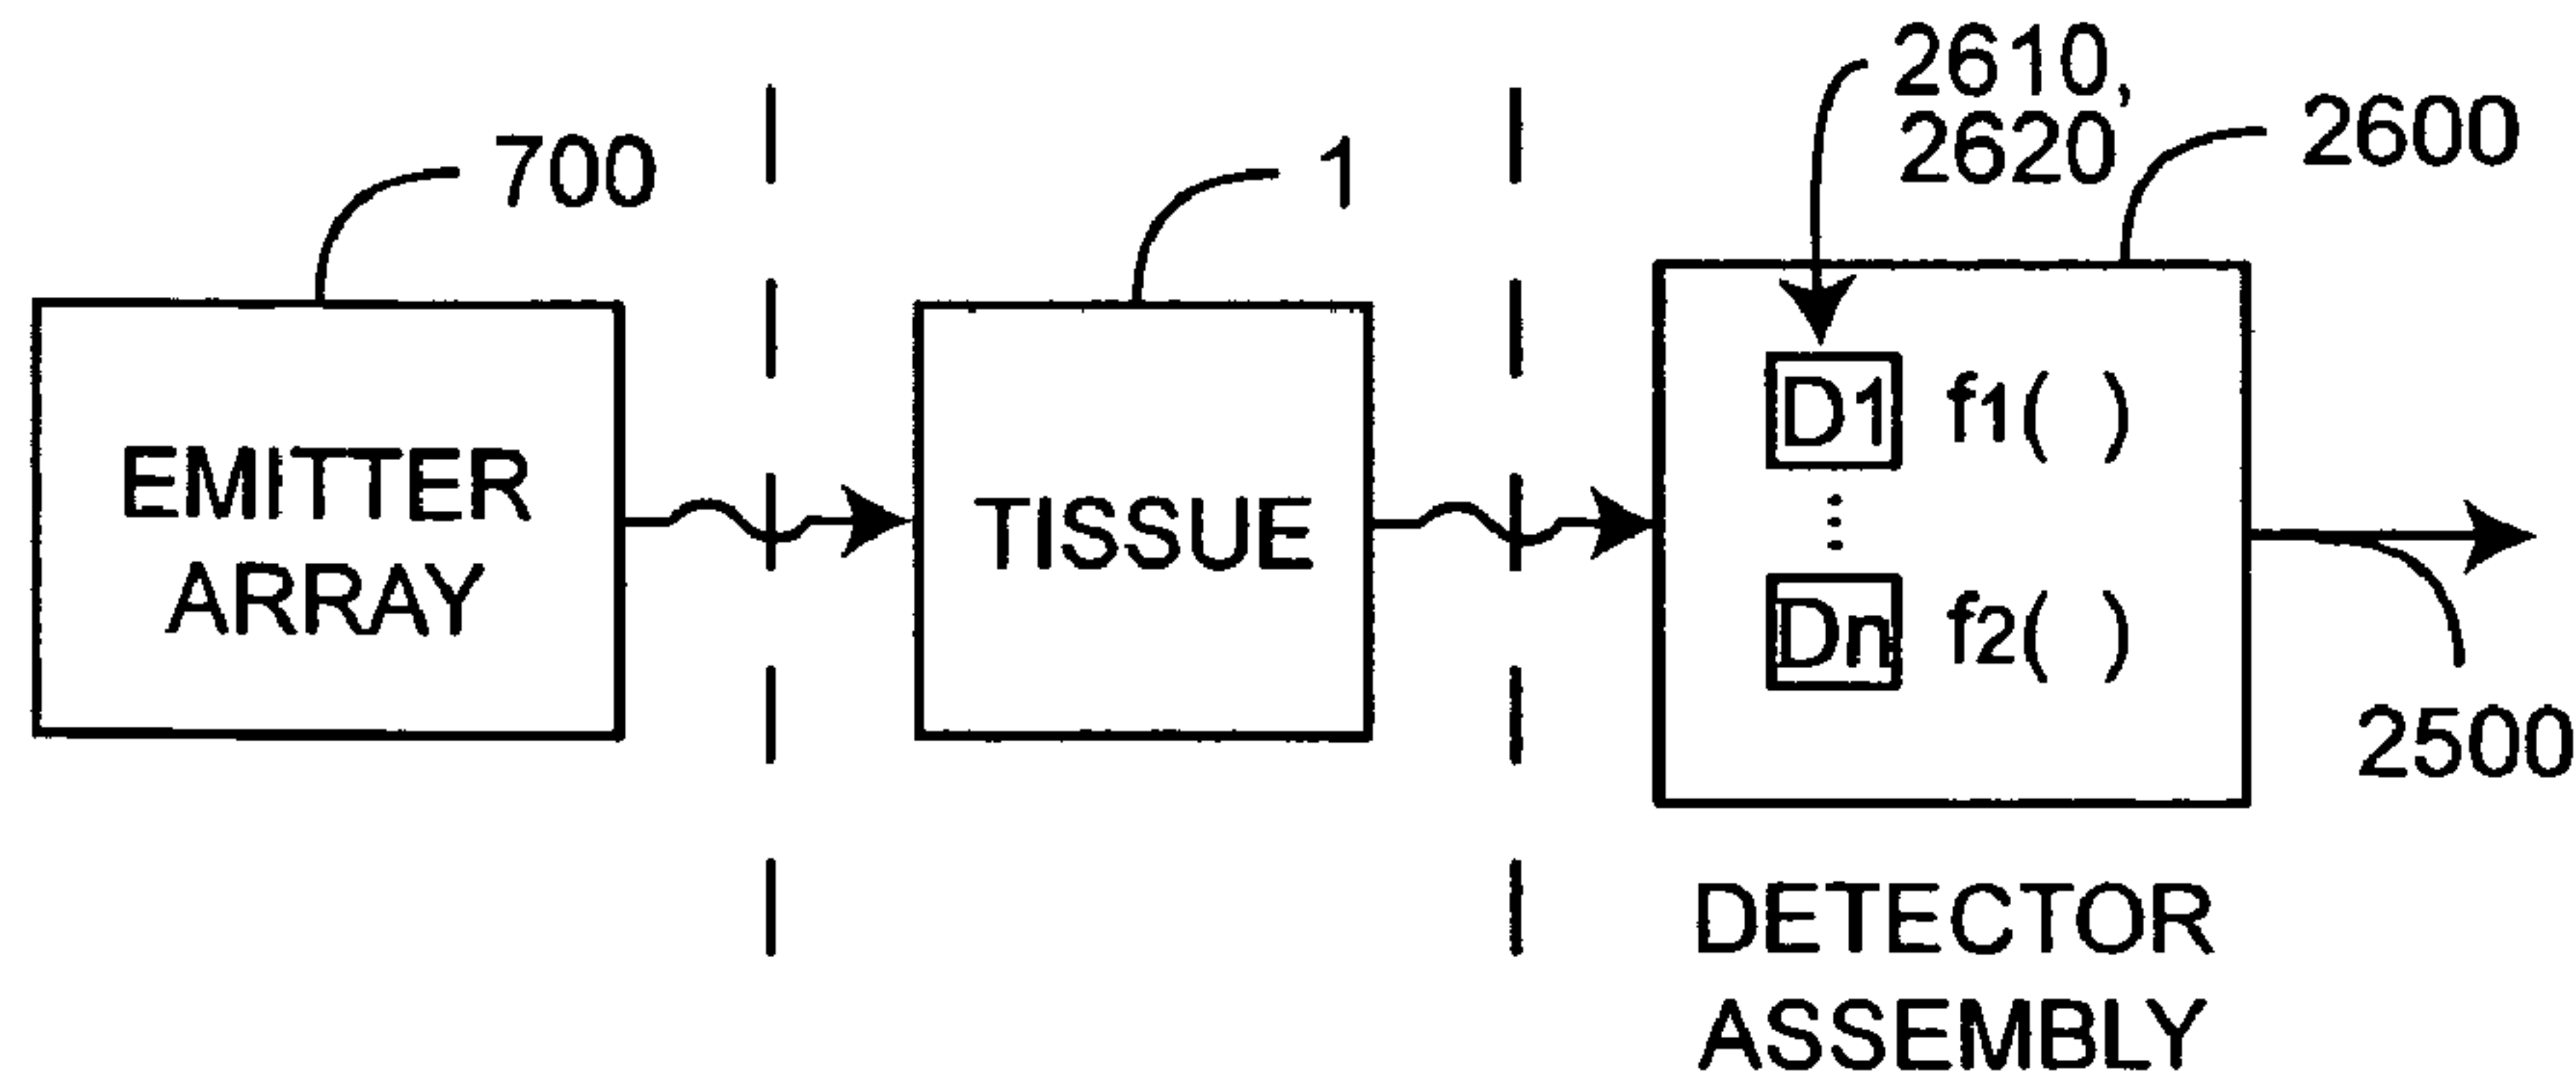 700
1
2610,
2620
2600
EMITTER
ARRAY
TISSUE
D1 f1( )
Dn f2( )
2500
DETECTOR
ASSEMBLY